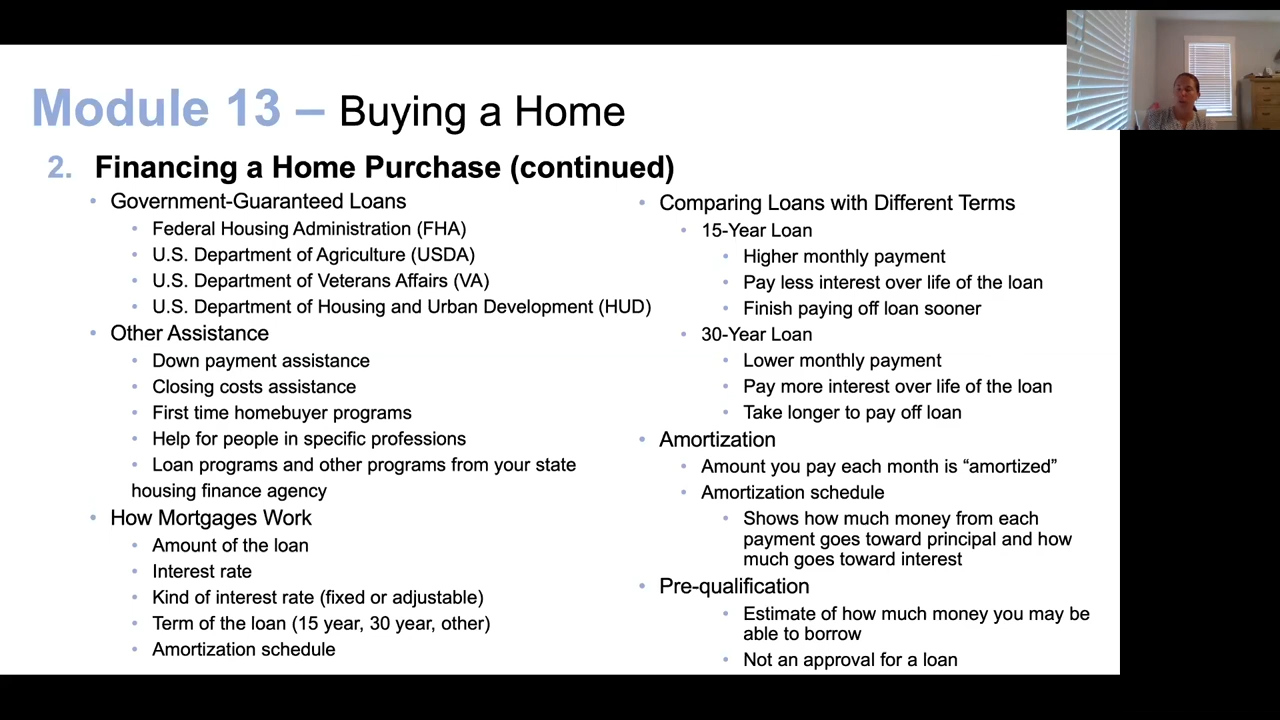 Module 13 – Buying a Home
2. Financing a Home Purchase (continued)
• Government-Guaranteed Loans
• Federal Housing Administration (FHA)
• U.S. Department of Agriculture (USDA)
• U.S. Department of Veterans Affairs (VA)
• U.S. Department of Housing and Urban Development (HUD)
• Other Assistance
• Down payment assistance
• Closing costs assistance
• First time homebuyer programs
• Help for people in specific professions
• Loan programs and other programs from your state
housing finance agency
• How Mortgages Work
• Amount of the loan
• Interest rate
• Kind of interest rate (fixed or adjustable)
• Term of the loan (15 year, 30 year, other)
• Amortization schedule
• Comparing Loans with Different Terms
• 15-Year Loan
• Higher monthly payment
• Pay less interest over life of the loan
• Finish paying off loan sooner
• 30-Year Loan
• Lower monthly payment
• Pay more interest over life of the loan
• Take longer to pay off loan
• Amortization
• Amount you pay each month is “amortized”
• Amortization schedule
• Shows how much money from each
payment goes toward principal and how
much goes toward interest
• Pre-qualification
• Estimate of how much money you may be
able to borrow
• Not an approval for a loan